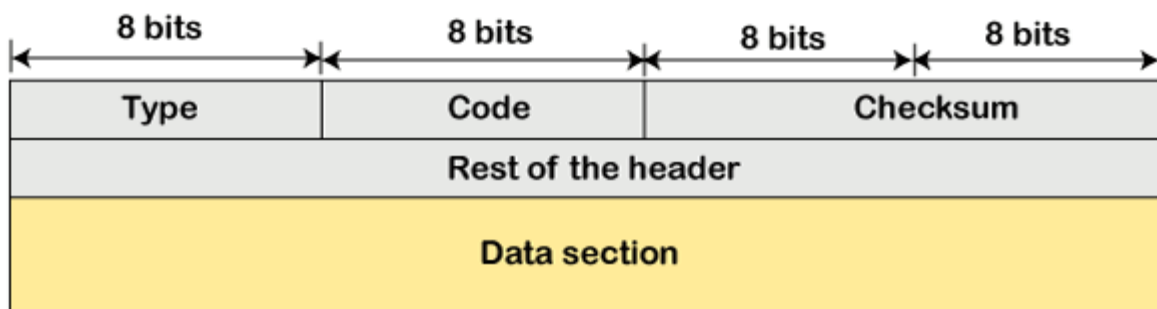 8 bits 8 bits 8 bits 8 bits
Type Code Checksum
Rest of the header
Data section